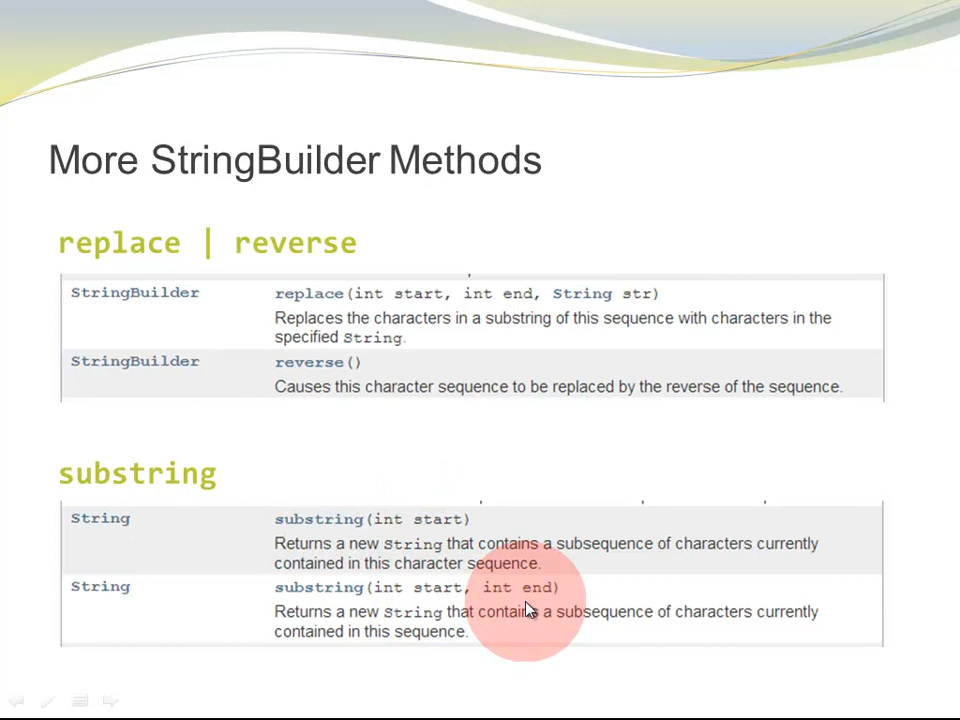 More StringBuilder Methods
replace | reverse
StringBuilder replace(int start, int end, String str)
Replaces the characters in a substring of this sequence with characters in the
specified String.
StringBuilder reverse()
Causes this character sequence to be replaced by the reverse of the sequence.
substring
String substring(int start)
Returns a new String that contains a subsequence of characters currently
contained in this character sequence.
String substring(int start, int end)
Returns a new String that contains a subsequence of characters currently
contained in this sequence.